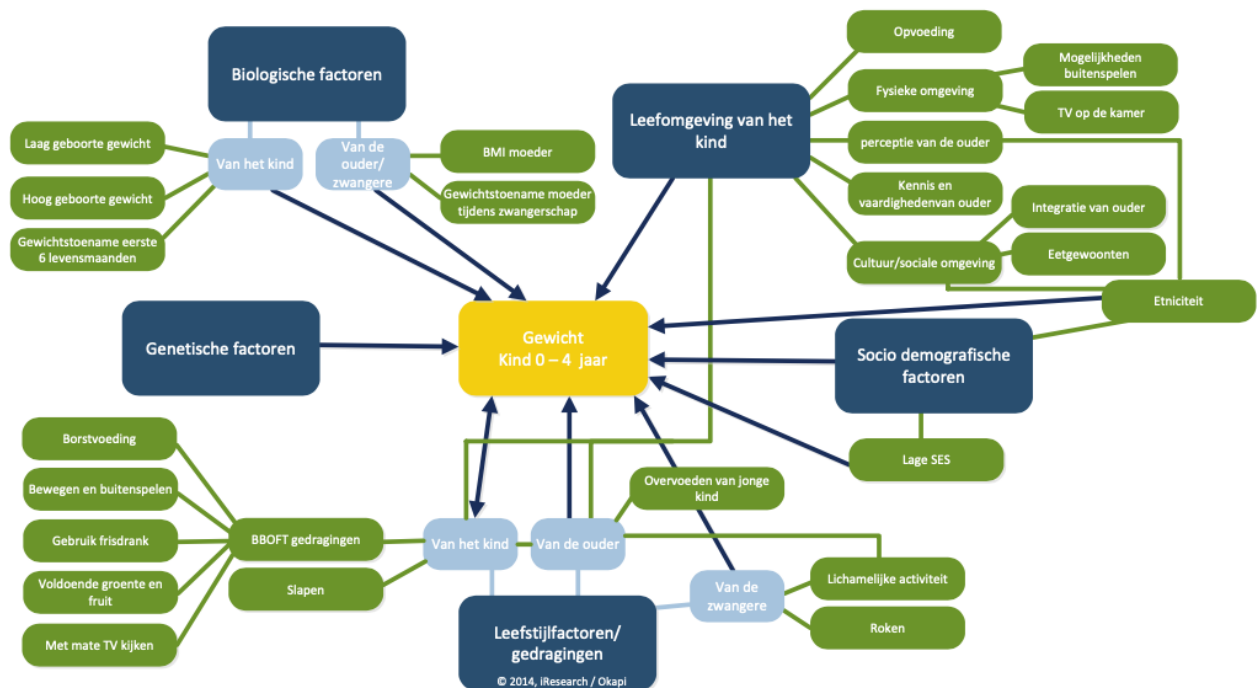 Biologische factoren
Van het kind
Van de
ouder/
zwangere
Laag geboorte gewicht
Hoog geboorte gewicht
Gewichtstoename eerste
6 levensmaanden
BMI moeder
Gewichtstoename moeder
tijdens zwangerschap
Leefomgeving van het
kind
Opvoeding
Fysieke omgeving
Mogelijkheden
buitenspelen
TV op de kamer
perceptie van de ouder
Kennis en
vaardighedenvan ouder
Cultuur/sociale omgeving
Integratie van ouder
Eetgewoonten
Etniciteit
Genetische factoren
Gewicht
Kind 0 – 4 jaar
Socio demografische
factoren
Lage SES
Borstvoeding
Bewegen en buitenspelen
Gebruik frisdrank
Voldoende groente en
fruit
Met mate TV kijken
BBOFT gedragingen
Slapen
Van het kind
Van de ouder
Overvoeden van jonge
kind
Van de
zwangere
Lichamelijke activiteit
Roken
Leefstijlfactoren/
gedragingen
© 2014, iResearch / Okapi